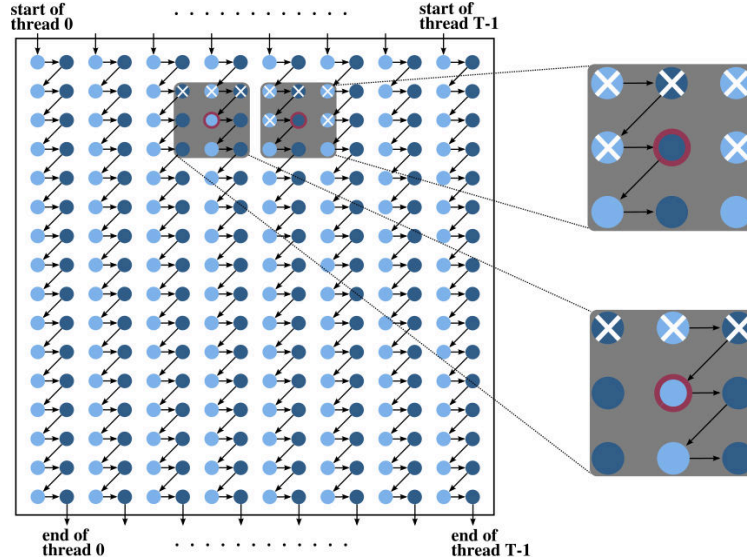 start of
thread 0
start of
thread T-1
end of
thread 0
end of
thread T-1